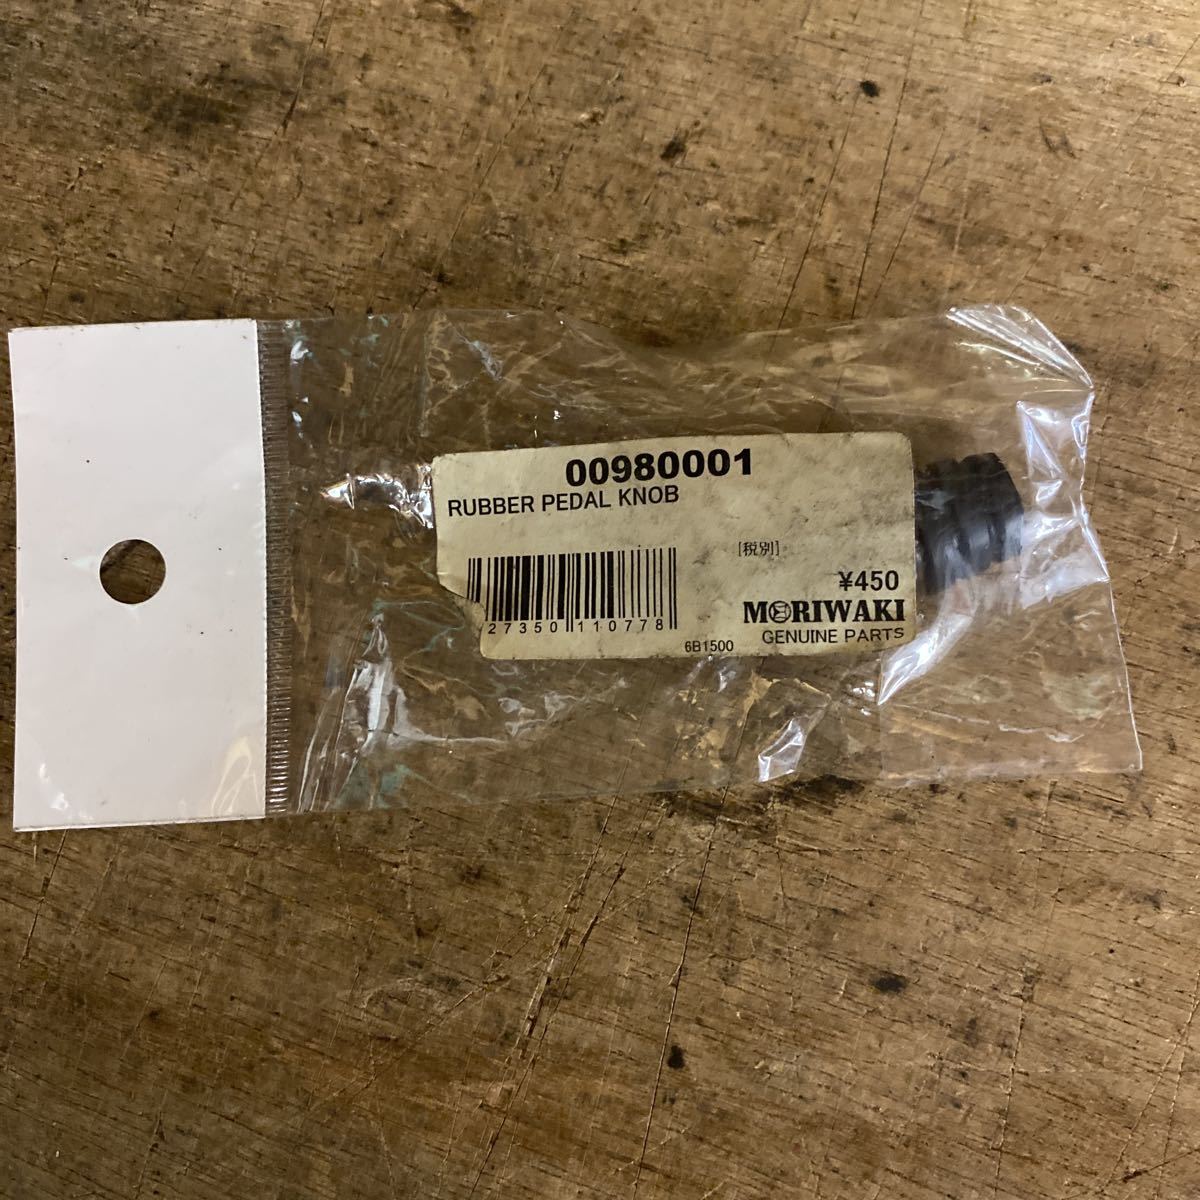 00980001
RUBBER PEDAL KNOB
[税別]
¥450
27350 110778
MORIWAKI
6B1500
GENUINE PARTS